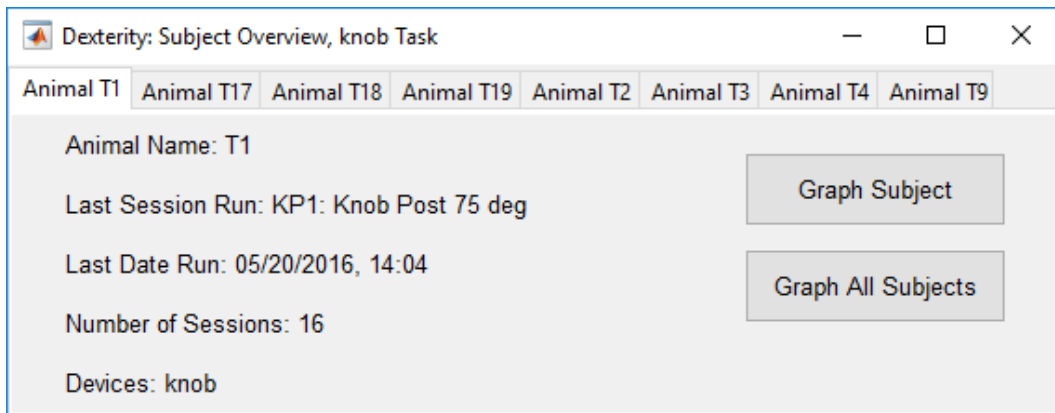 Dexterity: Subject Overview, knob Task
Animal T1 Animal T17 Animal T18 Animal T19 Animal T2 Animal T3 Animal T4 Animal T9
Animal Name: T1
Graph Subject
Last Session Run: KP1: Knob Post 75 deg
Last Date Run: 05/20/2016, 14:04
Graph All Subjects
Number of Sessions: 16
Devices: knob